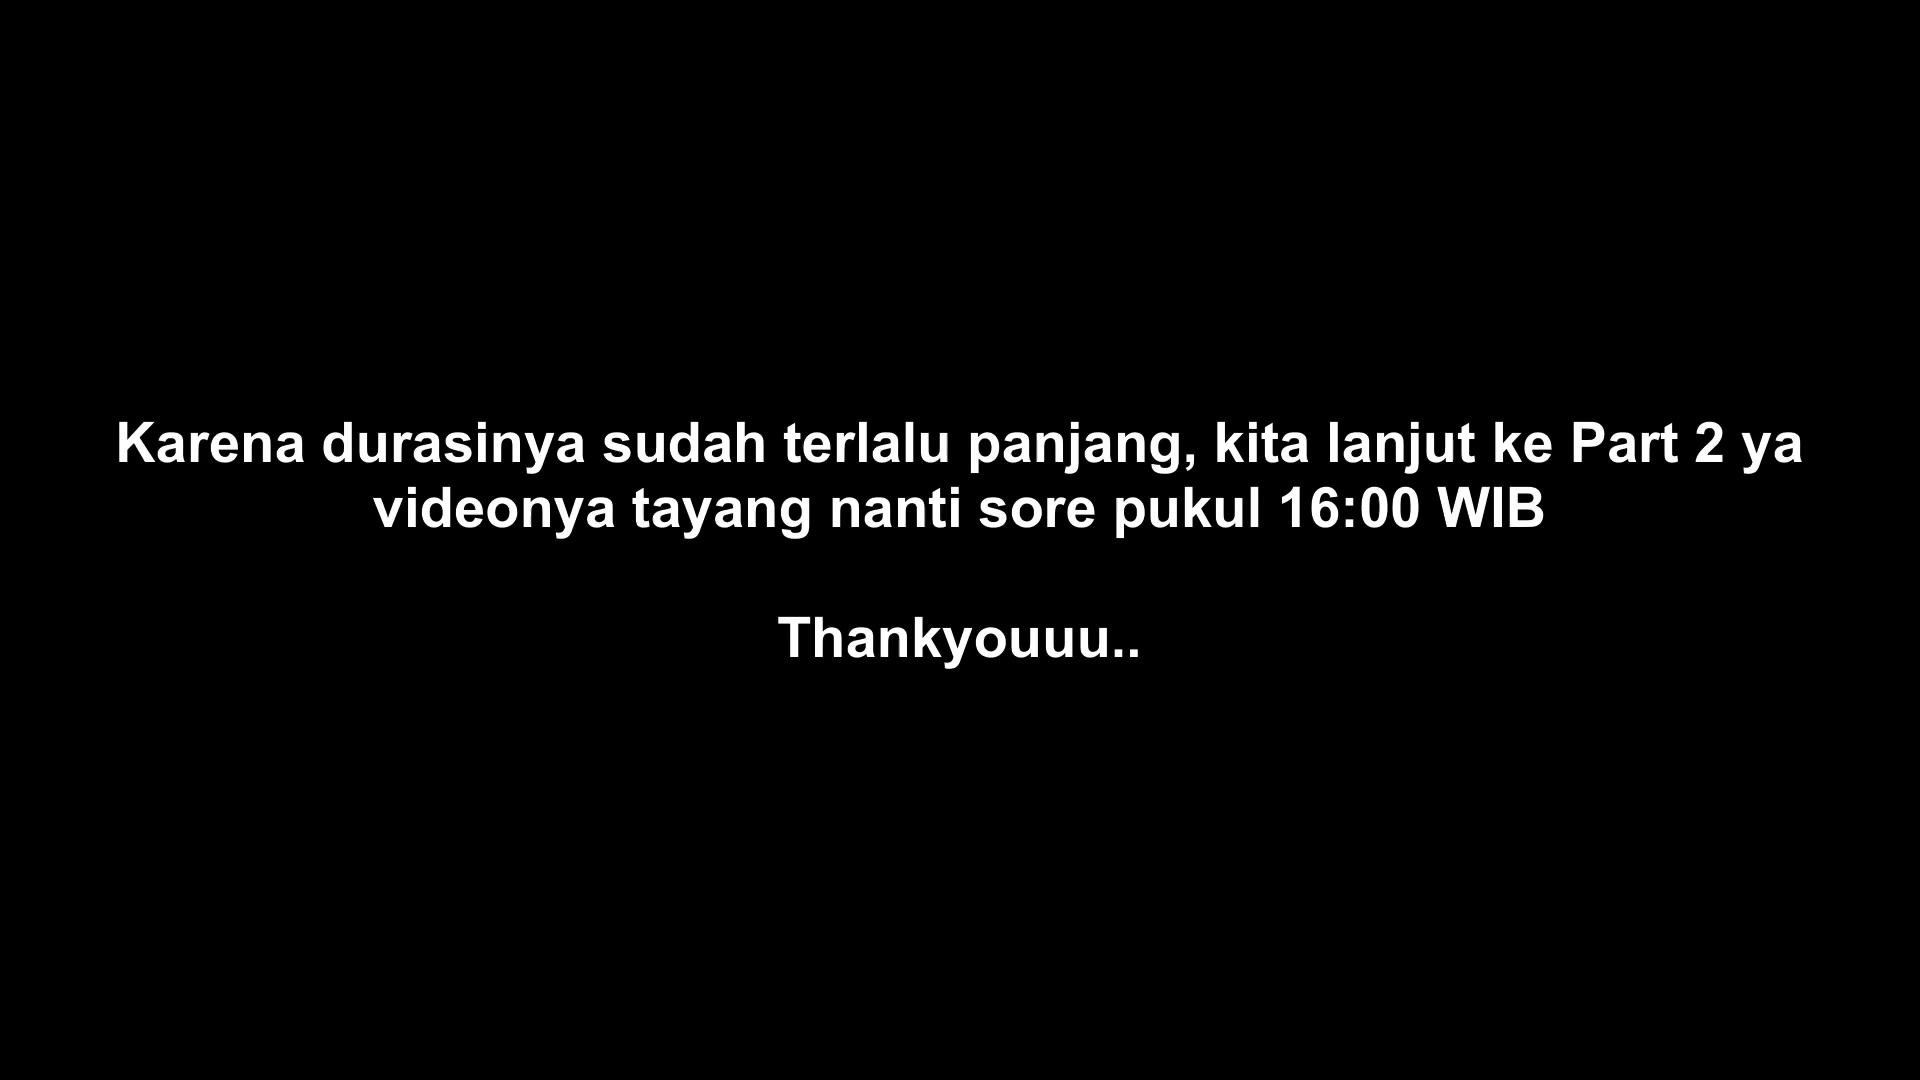 Karena durasinya sudah terlalu panjang, kita lanjut ke Part 2 ya
videonya tayang nanti sore pukul 16:00 WIB
Thankyouuu..